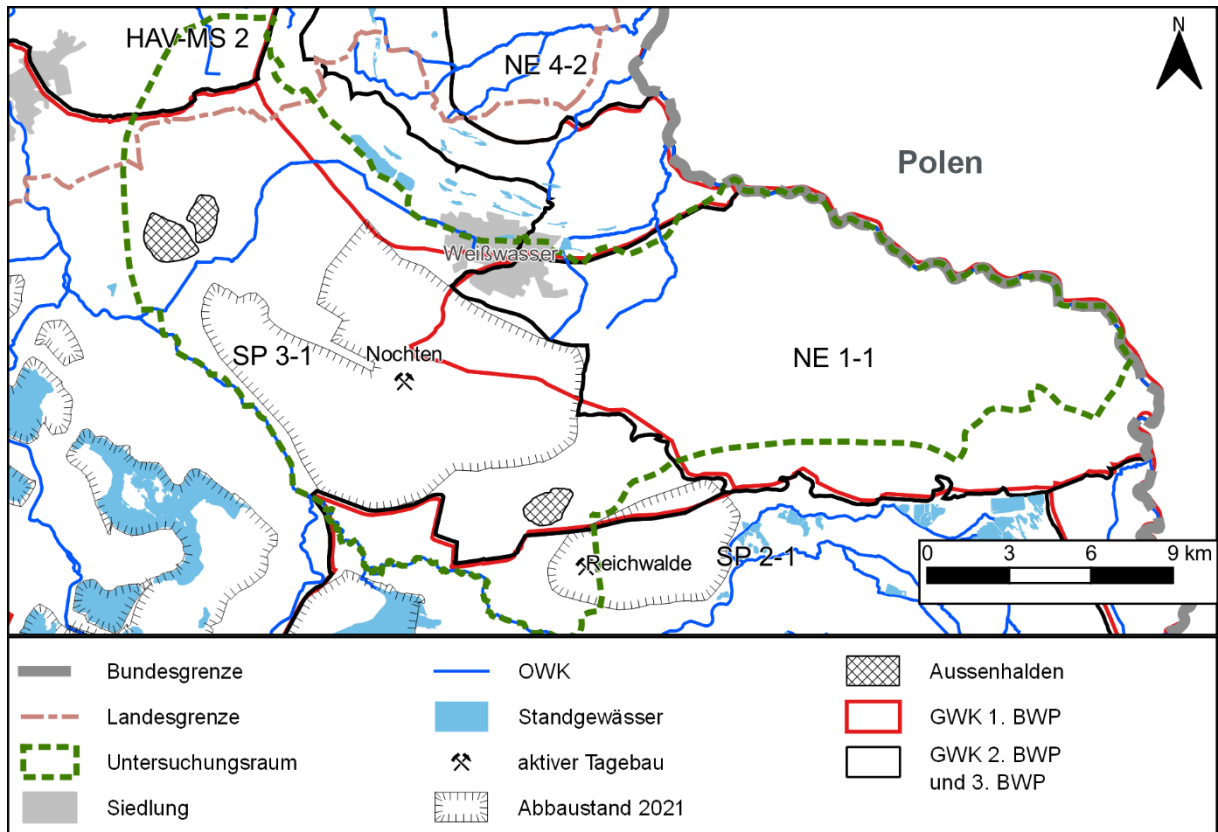 HAV-MS 2
NE 4-2
N
Polen
Weißwasser
SP 3-1
Nochten
NE 1-1
Reichwalde
SP 2-1
0 3 6 9 km
Bundesgrenze
Landesgrenze
Untersuchungsraum
Siedlung
OWK
Standgewässer
aktiver Tagebau
Abbaustand 2021
Aussenhalden
GWK 1. BWP
GWK 2. BWP
und 3. BWP